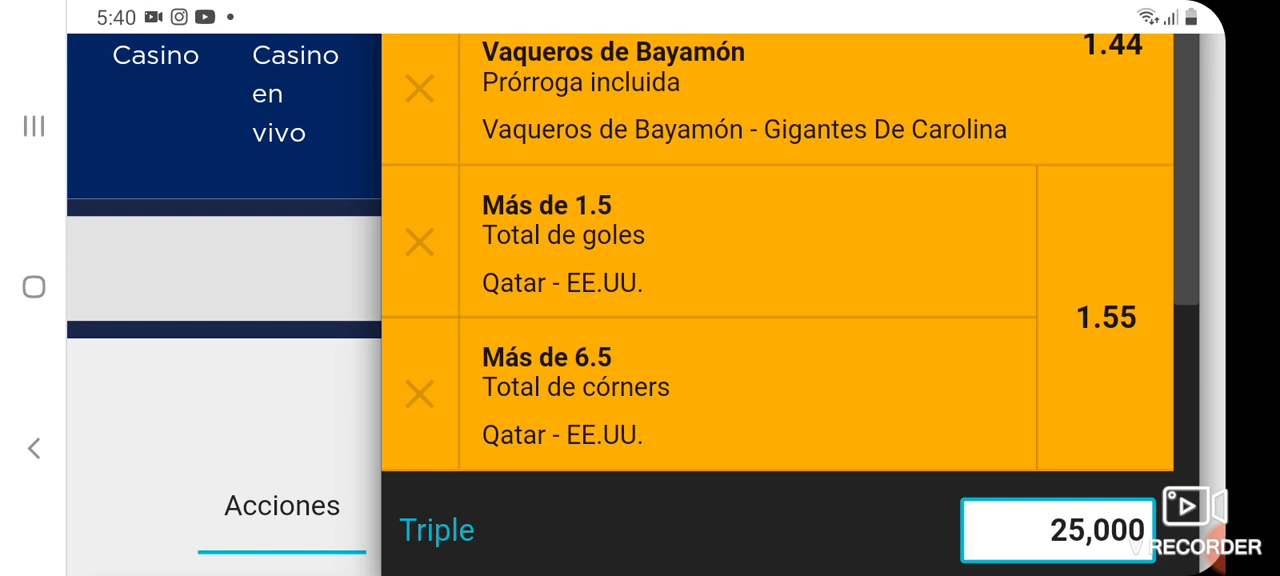 5:40
Casino
Casino
en
vivo
Vaqueros de Bayamón
1.44
Prórroga incluida
Vaqueros de Bayamón - Gigantes De Carolina
Más de 1.5
Total de goles
Qatar - EE.UU.
1.55
Más de 6.5
Total de córners
Qatar - EE.UU.
Acciones
Triple
25,000
V RECORDER